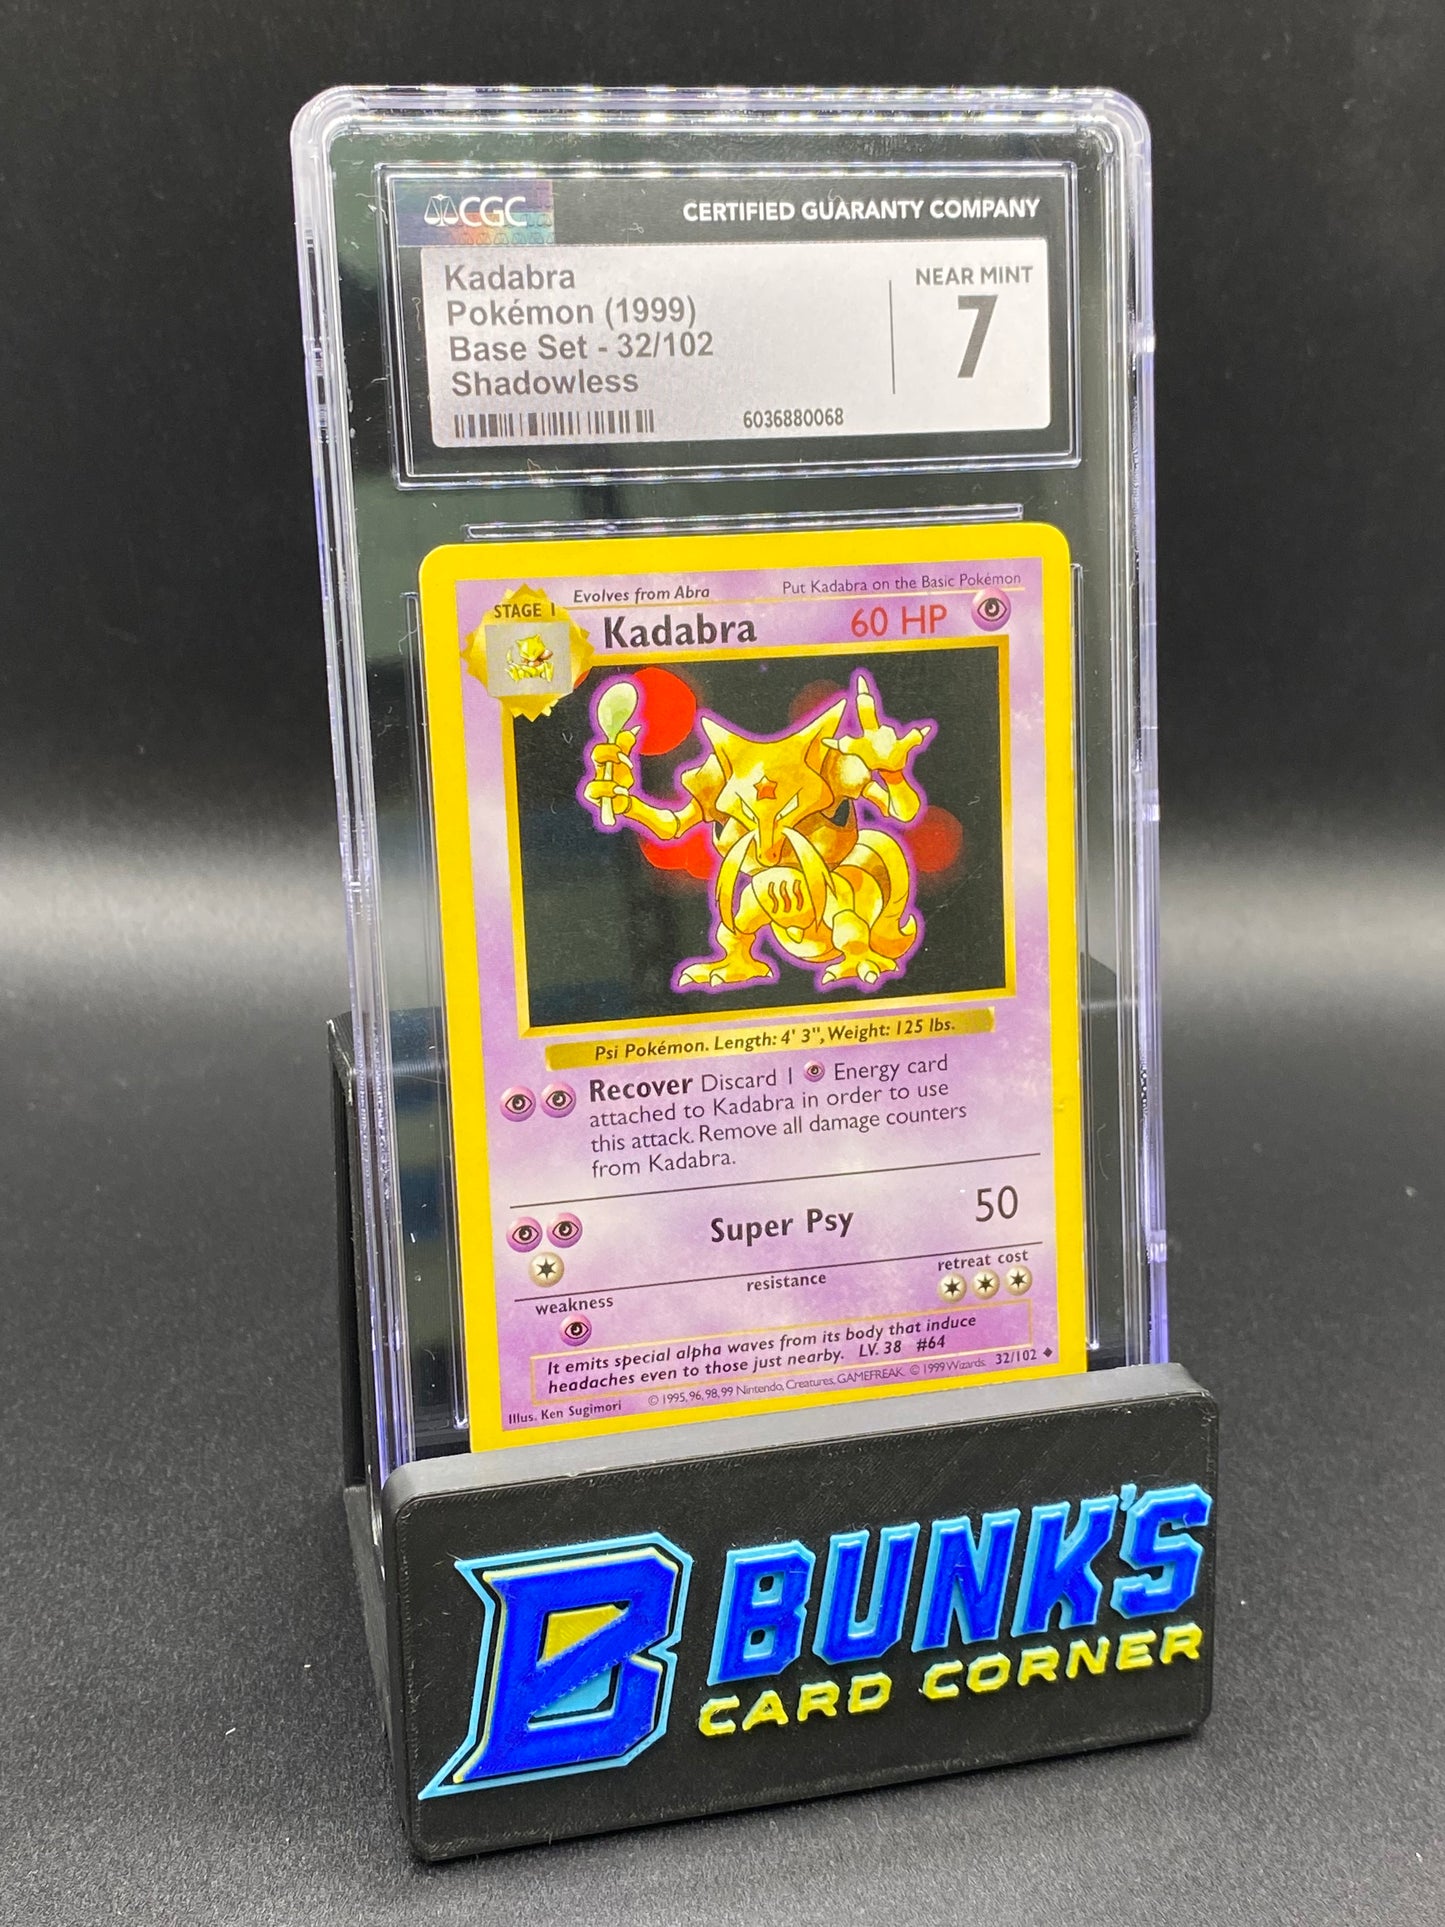 CGC
CERTIFIED GUARANTY COMPANY
Kadabra
Pokémon (1999)
Base Set - 32/102
Shadowless
NEAR MINT
7
6036880068
STAGE 1
Evolves from Abra
Put Kadabra on the Basic Pokémon
Kadabra
60 HP
Psi Pokémon. Length: 4' 3", Weight: 125 lbs.
Recover Discard 1 Energy card
attached to Kadabra in order to use
this attack. Remove all damage counters
from Kadabra.
Super Psy
50
weakness
resistance
retreat cost
It emits special alpha waves from its body that induce
headaches even to those just nearby. LV. 38 #64
Illus. Ken Sugimori
© 1995, 96, 98, 99 Nintendo, Creatures, GAMEFREAK. © 1999 Wizards.
32/102
B
BUNK'S
CARD CORNER